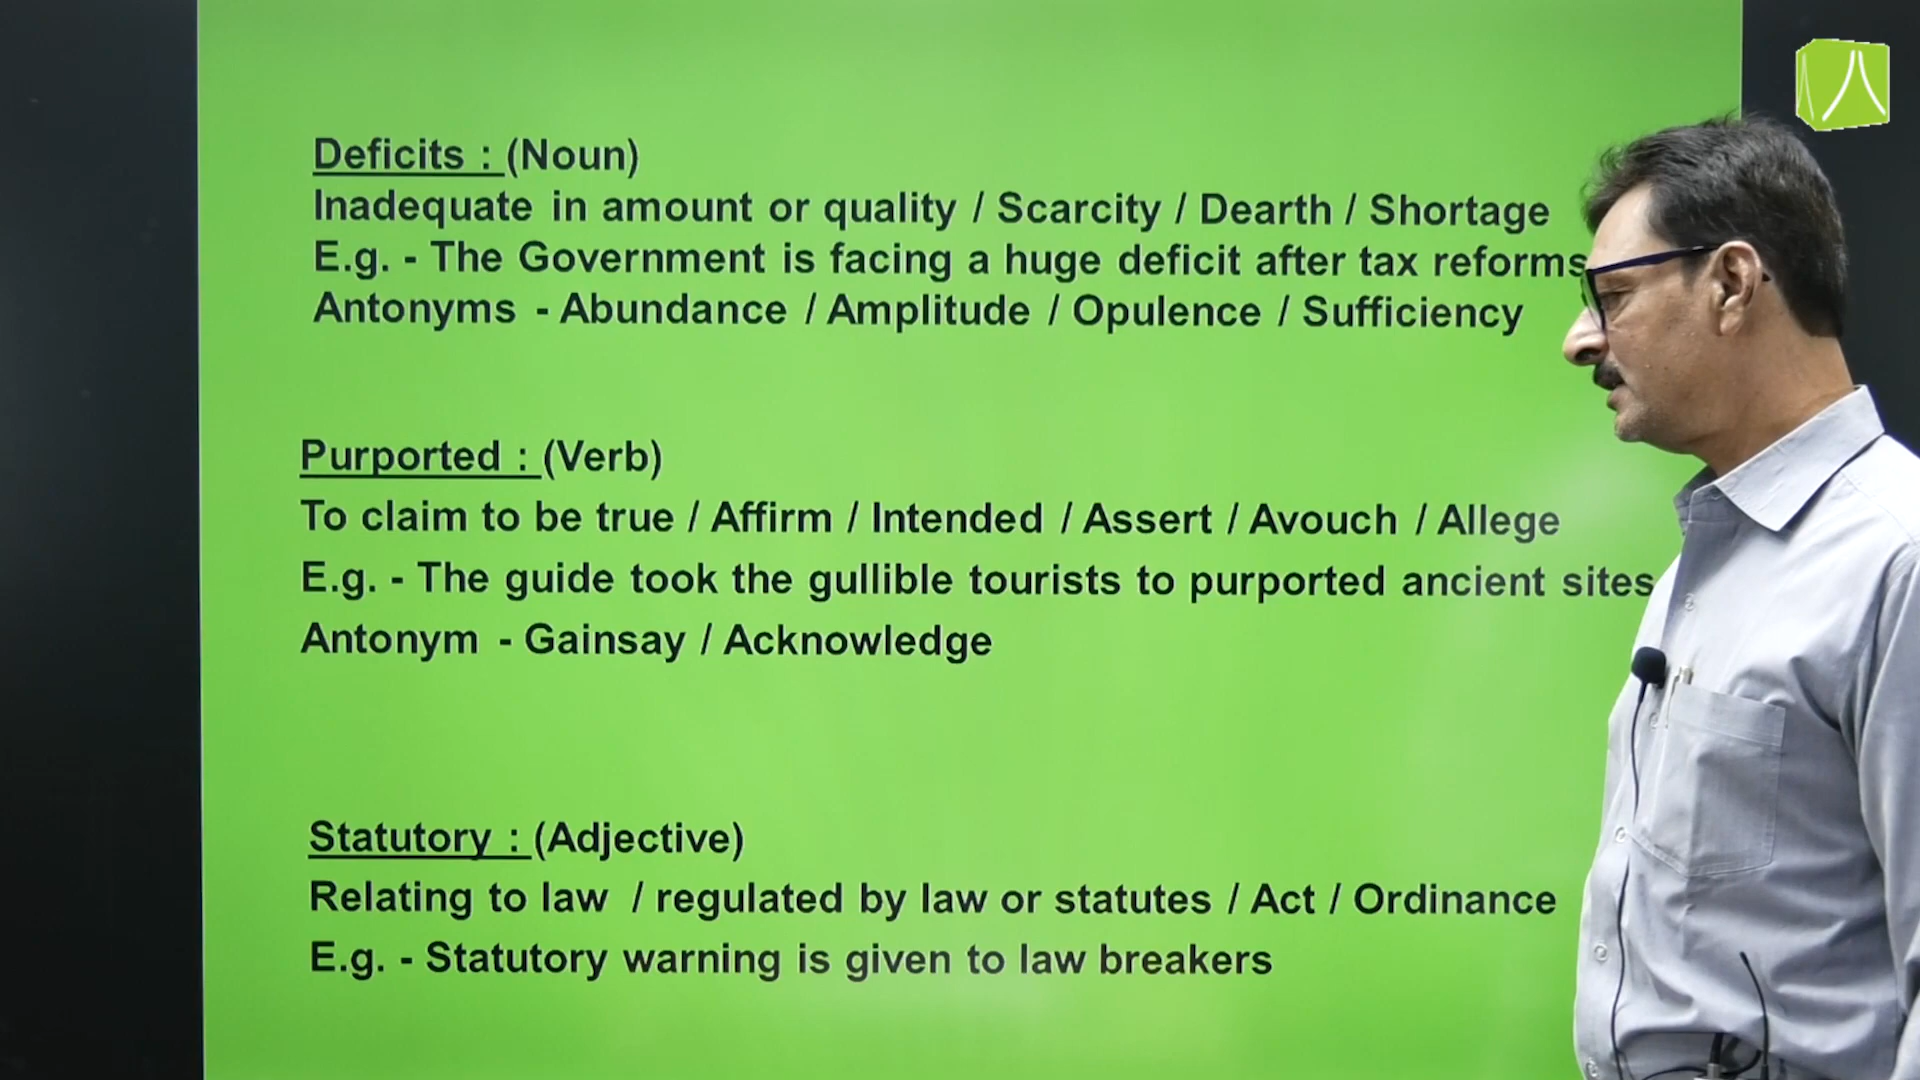 Deficits : (Noun)
Inadequate in amount or quality / Scarcity / Dearth / Shortage
E.g. - The Government is facing a huge deficit after tax reforms
Antonyms - Abundance / Amplitude / Opulence / Sufficiency
Purported : (Verb)
To claim to be true / Affirm / Intended / Assert / Avouch / Allege
E.g. - The guide took the gullible tourists to purported ancient sites
Antonym - Gainsay / Acknowledge
Statutory : (Adjective)
Relating to law / regulated by law or statutes / Act / Ordinance
E.g. - Statutory warning is given to law breakers